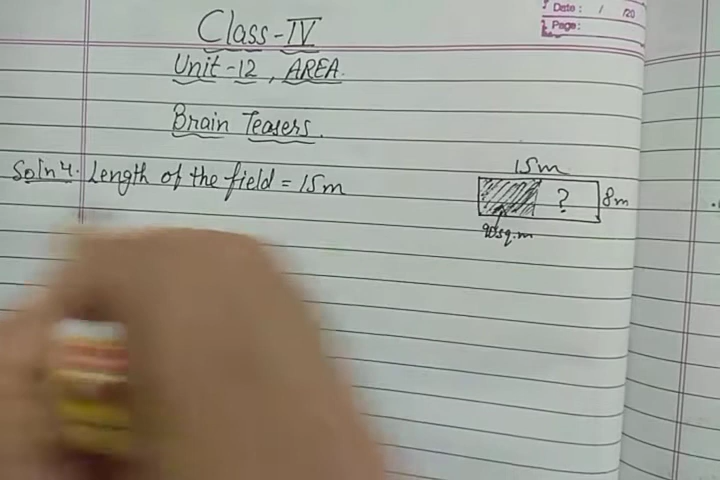 Date : / /20
Page:
Class-IV
Unit-12, AREA.
Brain Teasers.
Soln 4. Length of the field = 15m
15m
?
8m
90sq.m